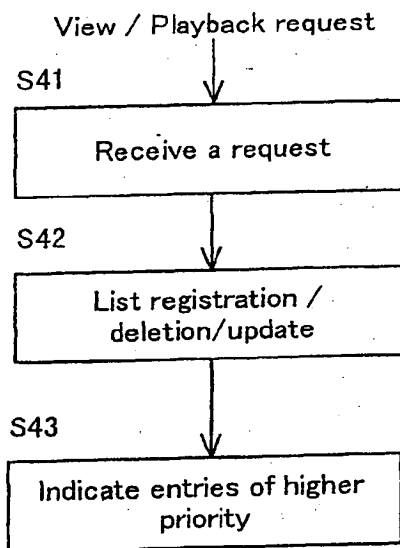 View / Playback request
S41
Receive a request
S42
List registration /
deletion/update
S43
Indicate entries of higher
priority